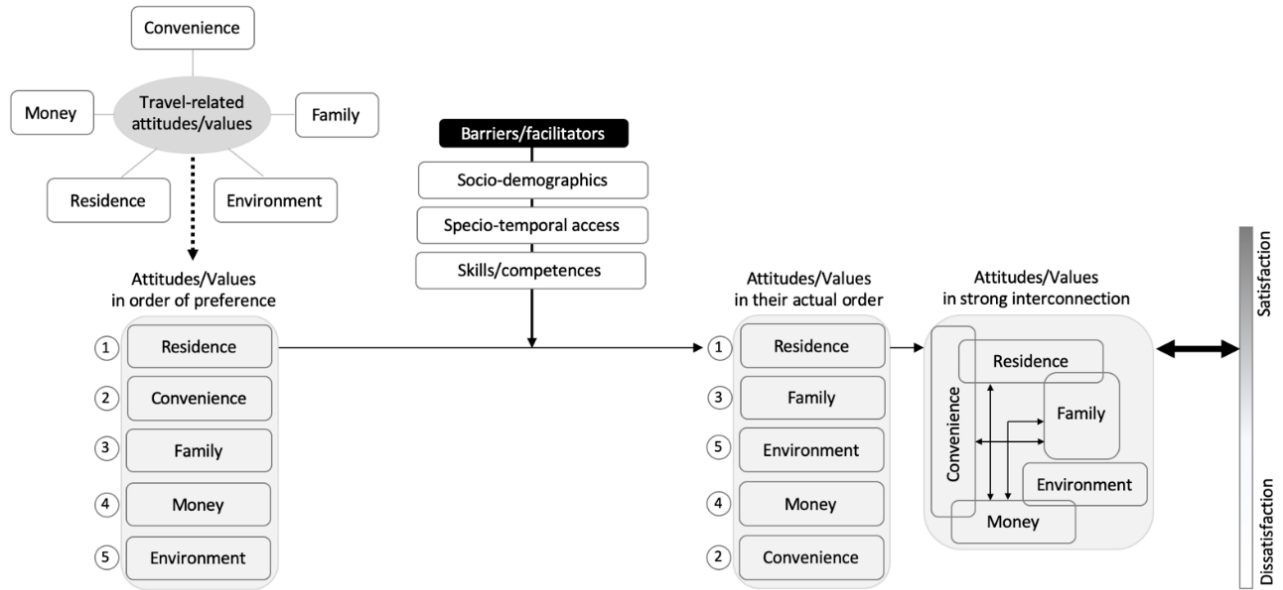 Convenience
Travel-related
attitudes/values
Money
Family
Residence
Environment
Barriers/facilitators
Socio-demographics
Specio-temporal access
Skills/competences
Attitudes/Values
in order of preference
1 Residence
2 Convenience
3 Family
4 Money
5 Environment
Attitudes/Values
in their actual order
1 Residence
3 Family
5 Environment
4 Money
2 Convenience
Attitudes/Values
in strong interconnection
Residence
Convenience
Family
Environment
Money
Satisfaction
Dissatisfaction